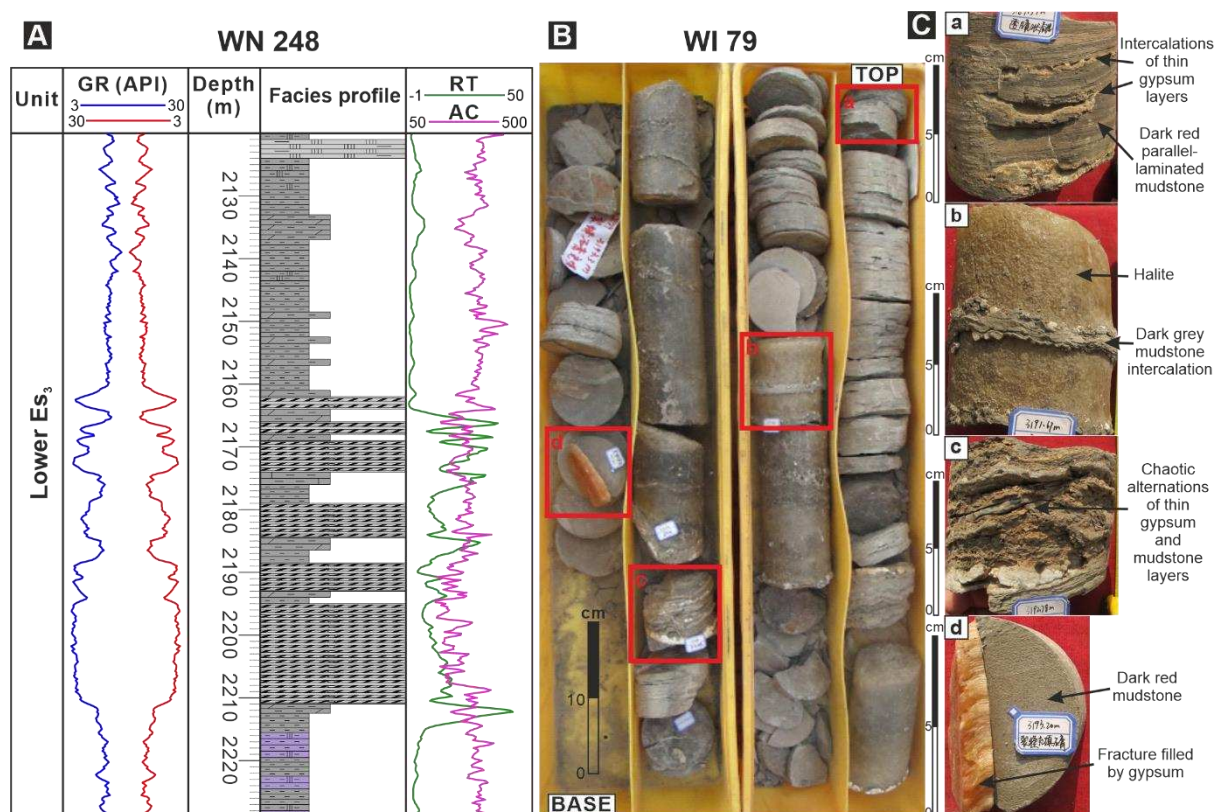 A
WN 248
Unit
GR (API)
3
30
30
3
Depth
(m)
Facies profile
-1
RT
50
50
AC
500
Lower Es3
2130
2140
2150
2160
2170
2180
2190
2200
2210
2220
B
WI 79
TOP
a
b
c
d
cm
10
0
BASE
C
cm
5
0
cm
5
0
cm
5
0
cm
5
0
a
Intercalations
of thin
gypsum
layers
Dark red
parallel-
laminated
mudstone
b
Halite
Dark grey
mudstone
intercalation
c
Chaotic
alternations
of thin
gypsum
and
mudstone
layers
d
Dark red
mudstone
3193.20m
Fracture filled
by gypsum